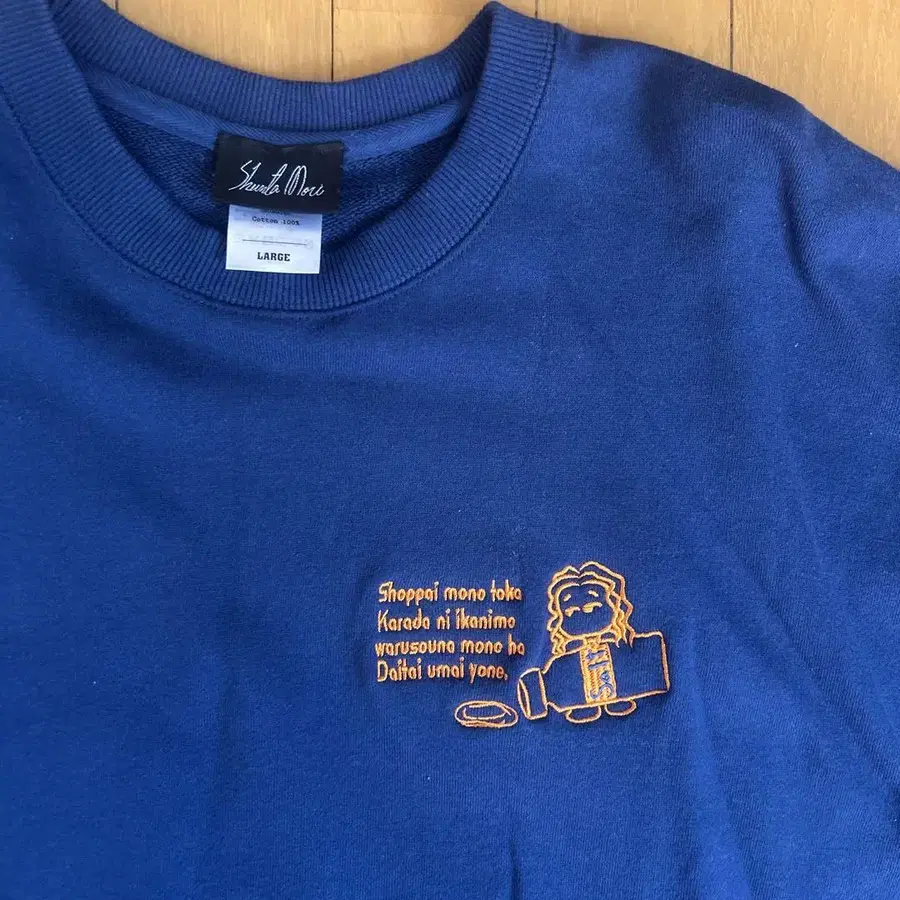 Shunta Mori
Cotton 100%
LARGE
Shoppai mono toka
Karada ni ikanimo
warusouna mono ha
Daitai umai yone.